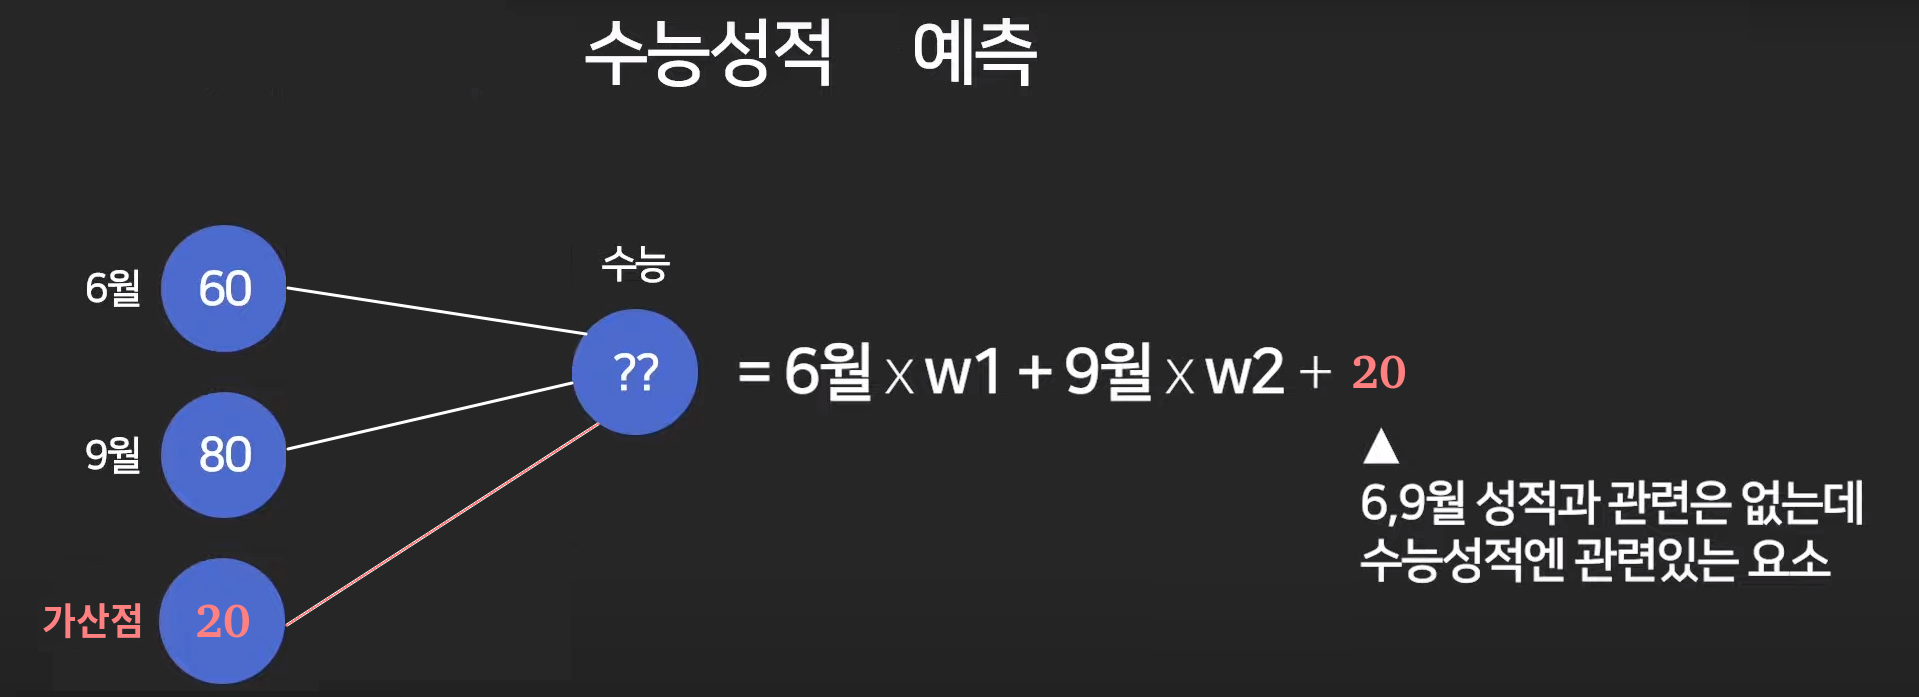 수능성적 예측
6월
60
수능
??
= 6월 x w1 + 9월 x w2 + 20
9월
80
▲
6,9월 성적과 관련은 없는데
수능성적엔 관련있는 요소
가산점
20